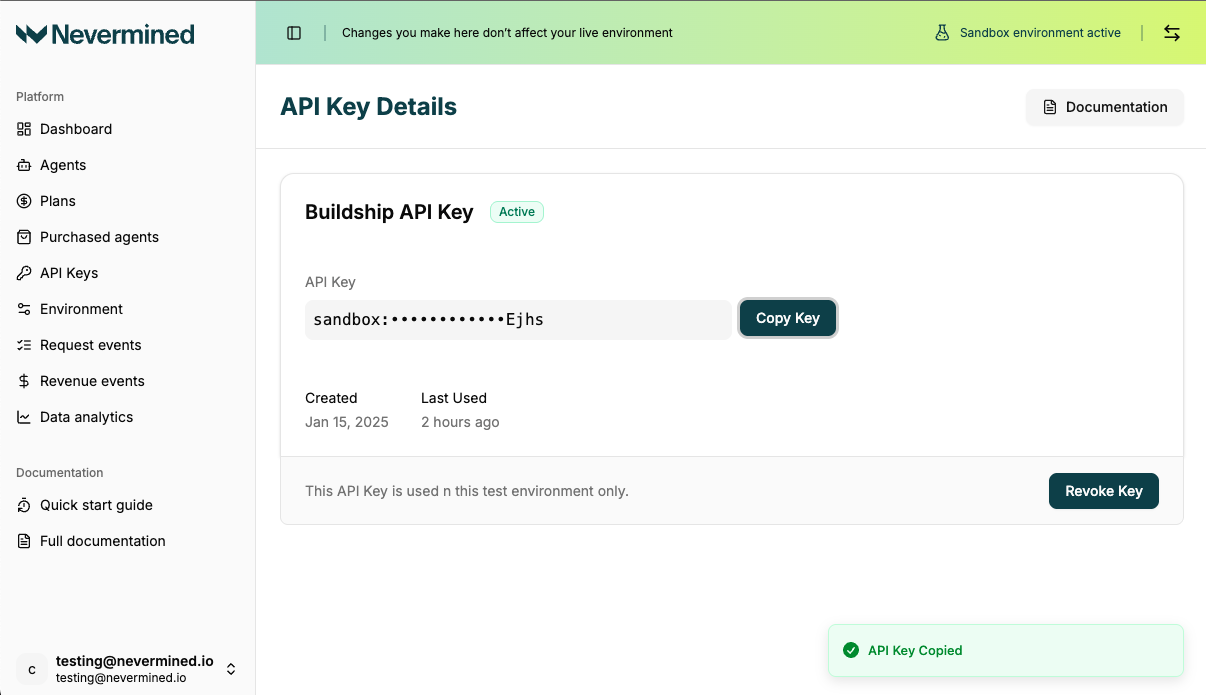 Nevermined
Changes you make here don't affect your live environment
Sandbox environment active
Platform
Dashboard
Agents
Plans
Purchased agents
API Keys
Environment
Request events
Revenue events
Data analytics
Documentation
Quick start guide
Full documentation
c
testing@nevermined.io
testing@nevermined.io
API Key Details
Documentation
Buildship API Key
Active
API Key
sandbox:••••••••••••Ejhs
Copy Key
Created
Last Used
Jan 15, 2025
2 hours ago
This API Key is used n this test environment only.
Revoke Key
API Key Copied